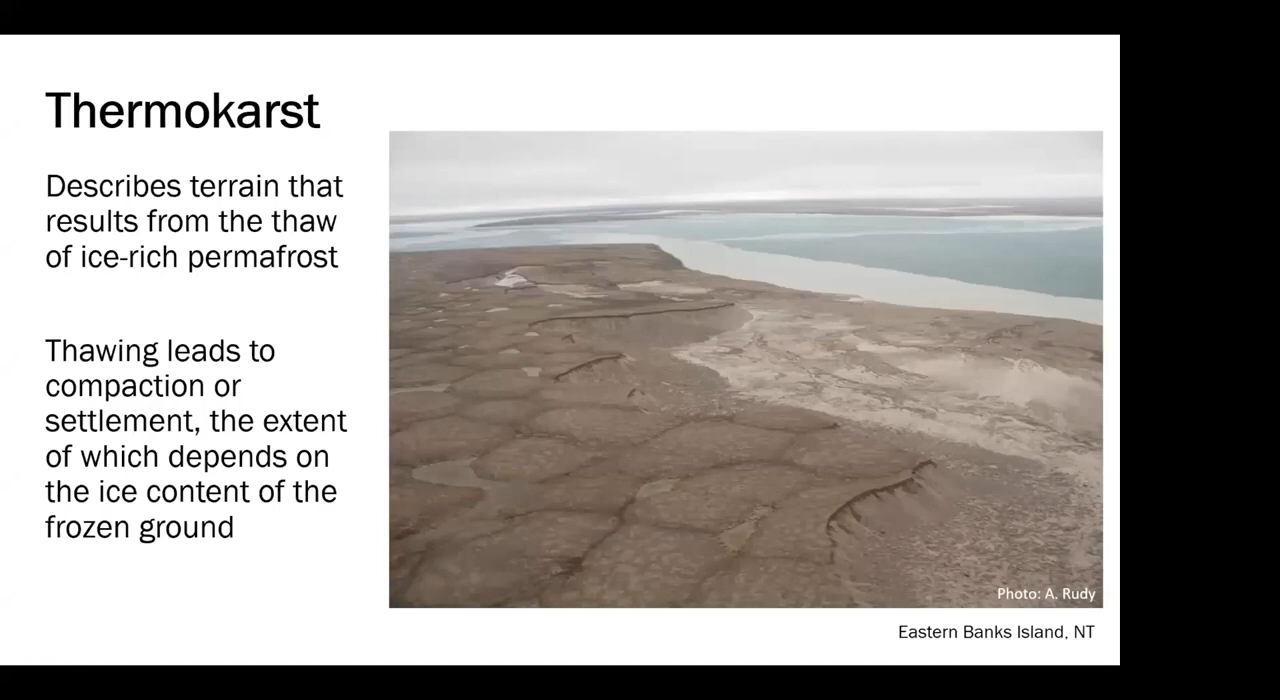 Thermokarst
Describes terrain that
results from the thaw
of ice-rich permafrost
Thawing leads to
compaction or
settlement, the extent
of which depends on
the ice content of the
frozen ground
Photo: A. Rudy
Eastern Banks Island, NT